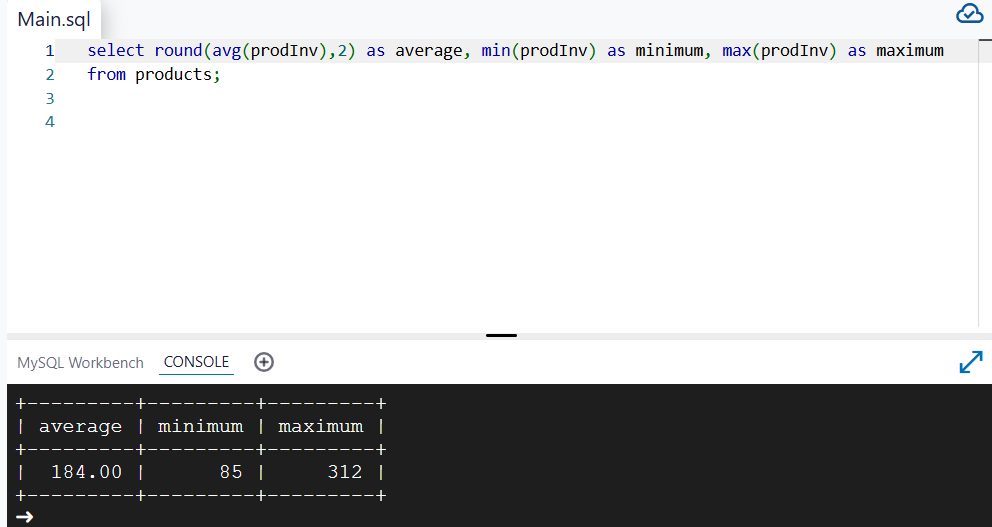 Main.sql
1 select round(avg(prodInv),2) as average, min(prodInv) as minimum, max(prodInv) as maximum
2 from products;
3
4
MySQL Workbench CONSOLE
+---------+---------+---------+
| average | minimum | maximum |
+---------+---------+---------+
|  184.00 |      85 |     312 |
+---------+---------+---------+